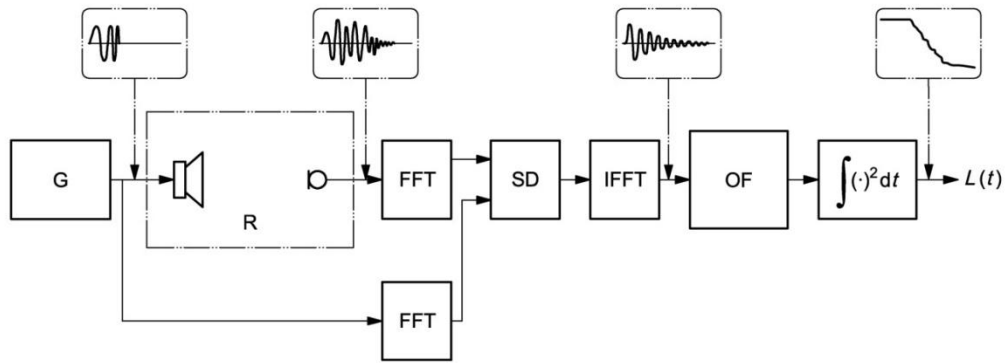 G
R
FFT
SD
IFFT
OF
∫(·)²dt
L(t)
FFT